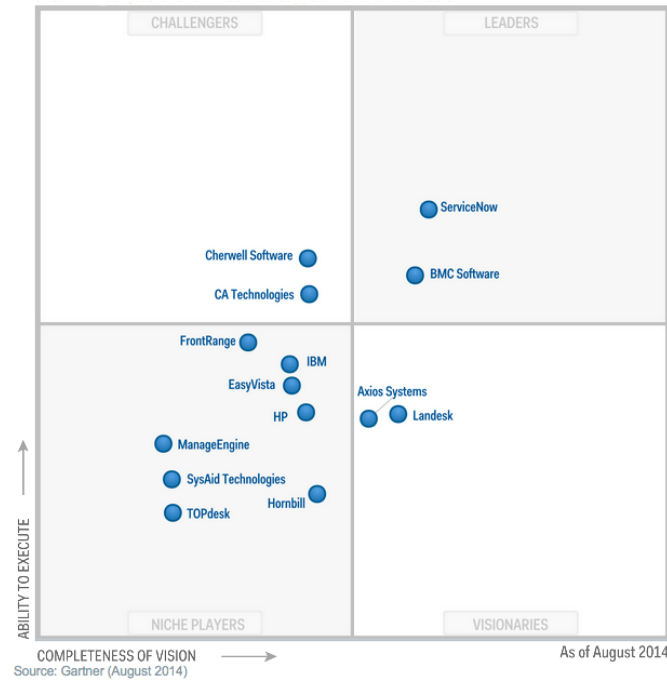 CHALLENGERS
LEADERS
ServiceNow
Cherwell Software
BMC Software
CA Technologies
FrontRange
IBM
EasyVista
Axios Systems
HP
Landesk
ManageEngine
SysAid Technologies
Hornbill
TOPdesk
ABILITY TO EXECUTE
NICHE PLAYERS
VISIONARIES
COMPLETENESS OF VISION
As of August 2014
Source: Gartner (August 2014)